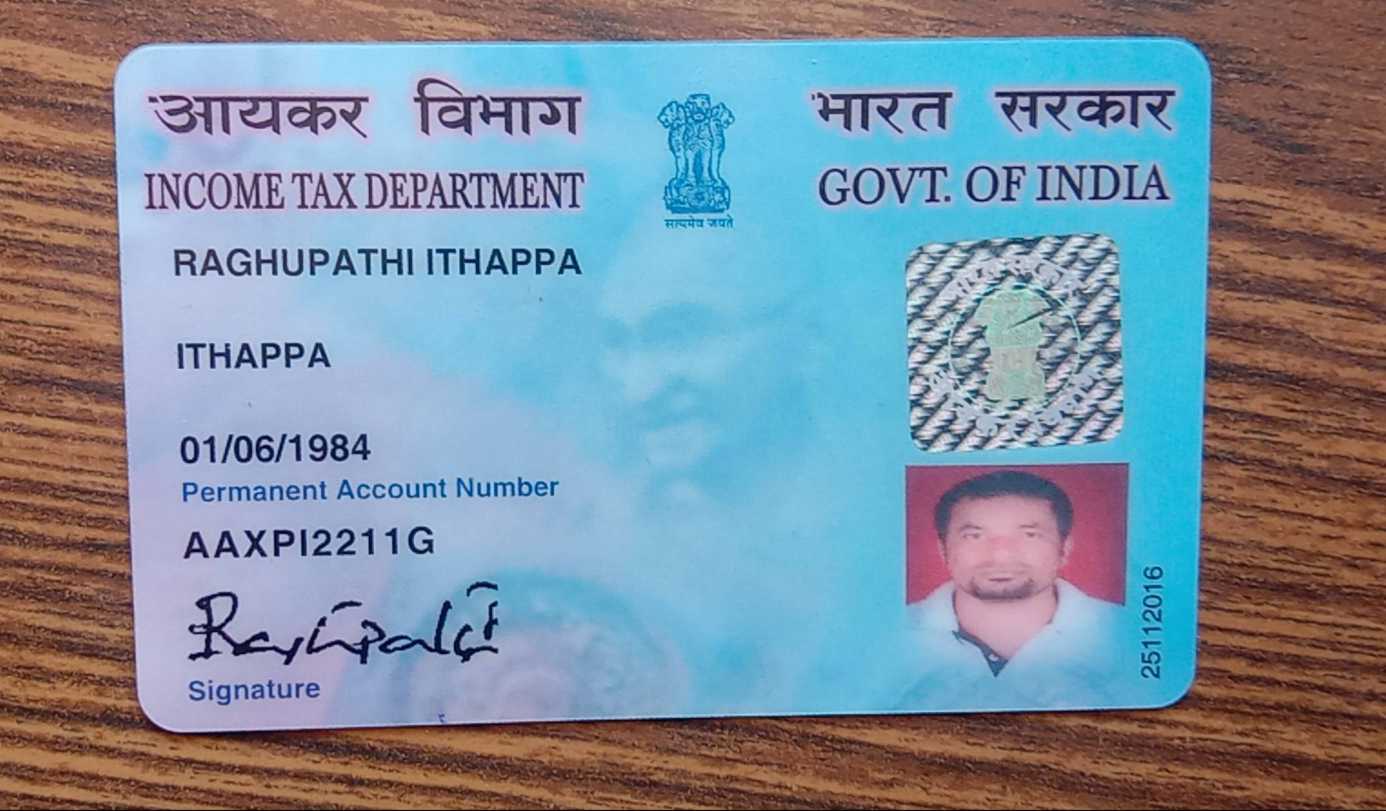 आयकर विभाग
INCOME TAX DEPARTMENT
सत्यमेव जयते
भारत सरकार
GOVT. OF INDIA
RAGHUPATHI ITHAPPA
ITHAPPA
01/06/1984
Permanent Account Number
AAXPI2211G
Raghupathi
Signature
25112016